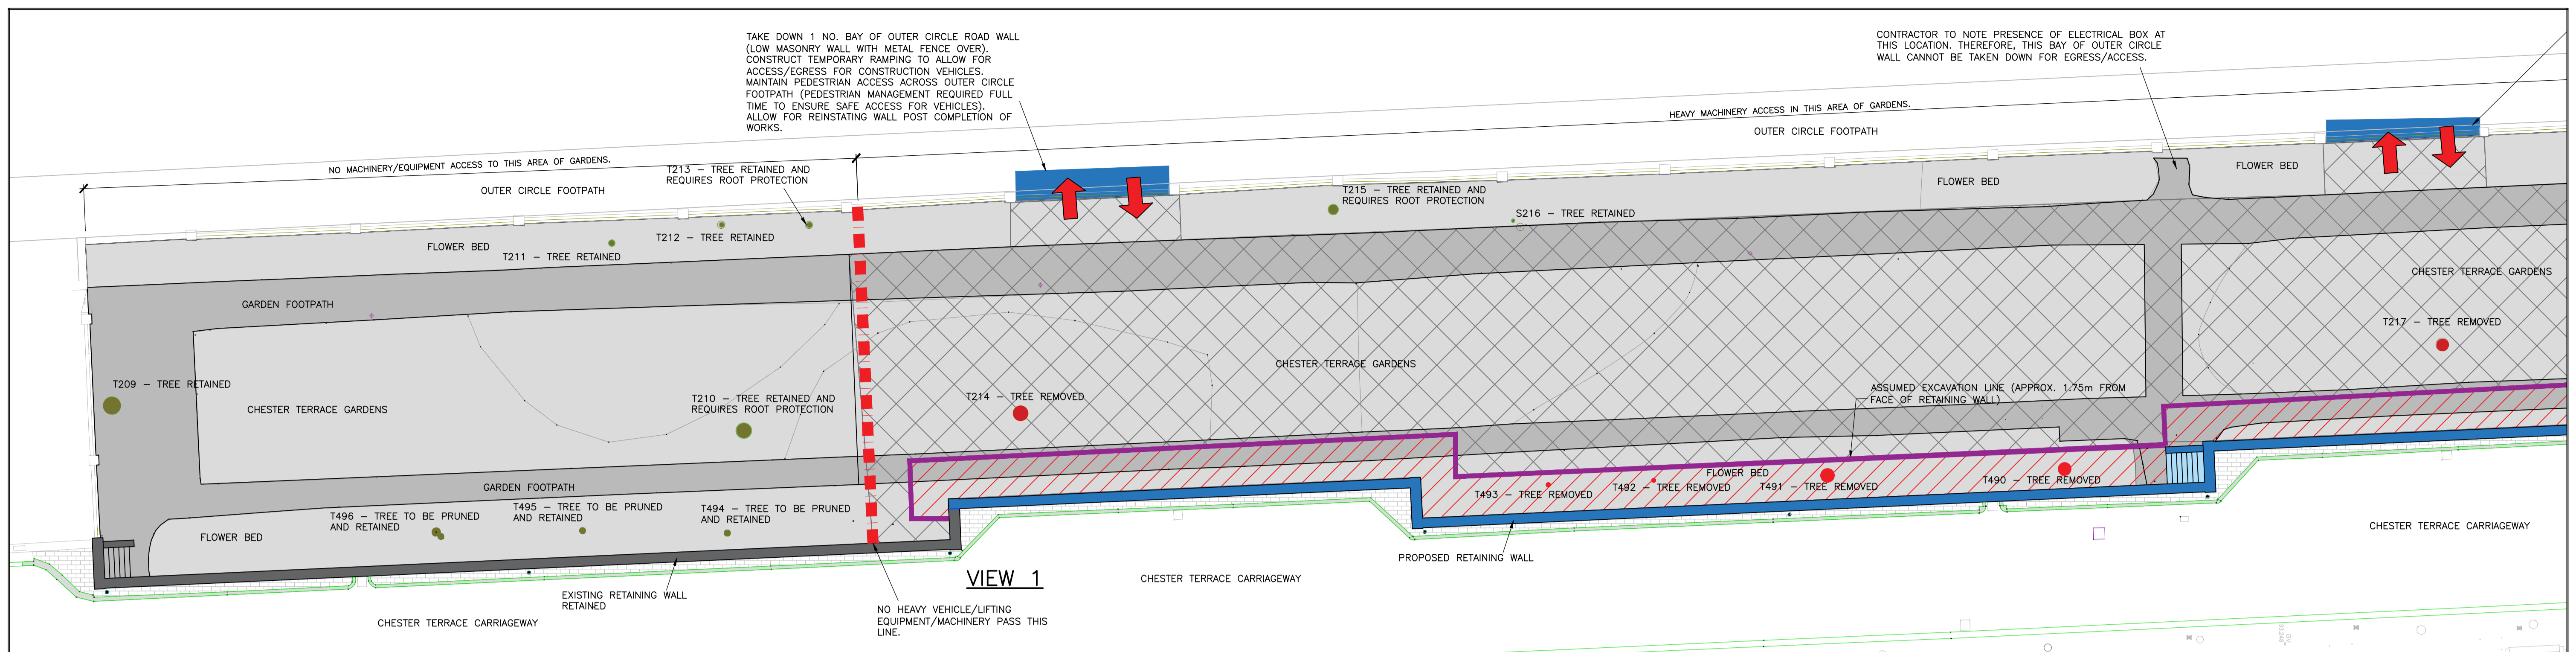 TAKE DOWN 1 NO. BAY OF OUTER CIRCLE ROAD WALL
(LOW MASONRY WALL WITH METAL FENCE OVER).
CONSTRUCT TEMPORARY RAMPING TO ALLOW FOR
ACCESS/EGRESS FOR CONSTRUCTION VEHICLES.
MAINTAIN PEDESTRIAN ACCESS ACROSS OUTER CIRCLE
FOOTPATH (PEDESTRIAN MANAGEMENT REQUIRED FULL
TIME TO ENSURE SAFE ACCESS FOR VEHICLES).
ALLOW FOR REINSTATING WALL POST COMPLETION OF
WORKS.
CONTRACTOR TO NOTE PRESENCE OF ELECTRICAL BOX AT
THIS LOCATION. THEREFORE, THIS BAY OF OUTER CIRCLE
WALL CANNOT BE TAKEN DOWN FOR EGRESS/ACCESS.
HEAVY MACHINERY ACCESS IN THIS AREA OF GARDENS.
OUTER CIRCLE FOOTPATH
NO MACHINERY/EQUIPMENT ACCESS TO THIS AREA OF GARDENS.
OUTER CIRCLE FOOTPATH
T213 – TREE RETAINED AND
REQUIRES ROOT PROTECTION
FLOWER BED
FLOWER BED
T215 – TREE RETAINED AND
REQUIRES ROOT PROTECTION
S216 – TREE RETAINED
T212 – TREE RETAINED
FLOWER BED
T211 – TREE RETAINED
GARDEN FOOTPATH
CHESTER TERRACE GARDENS
T217 – TREE REMOVED
CHESTER TERRACE GARDENS
T209 – TREE RETAINED
CHESTER TERRACE GARDENS
T210 – TREE RETAINED AND
REQUIRES ROOT PROTECTION
T214 – TREE REMOVED
ASSUMED EXCAVATION LINE (APPROX. 1.75m FROM
FACE OF RETAINING WALL)
GARDEN FOOTPATH
FLOWER BED
T493 – TREE REMOVED
T492 – TREE REMOVED
T491 – TREE REMOVED
T490 – TREE REMOVED
T496 – TREE TO BE PRUNED
AND RETAINED
T495 – TREE TO BE PRUNED
AND RETAINED
T494 – TREE TO BE PRUNED
AND RETAINED
FLOWER BED
CHESTER TERRACE CARRIAGEWAY
PROPOSED RETAINING WALL
VIEW 1
CHESTER TERRACE CARRIAGEWAY
EXISTING RETAINING WALL
RETAINED
NO HEAVY VEHICLE/LIFTING
EQUIPMENT/MACHINERY PASS THIS
LINE.
CHESTER TERRACE CARRIAGEWAY